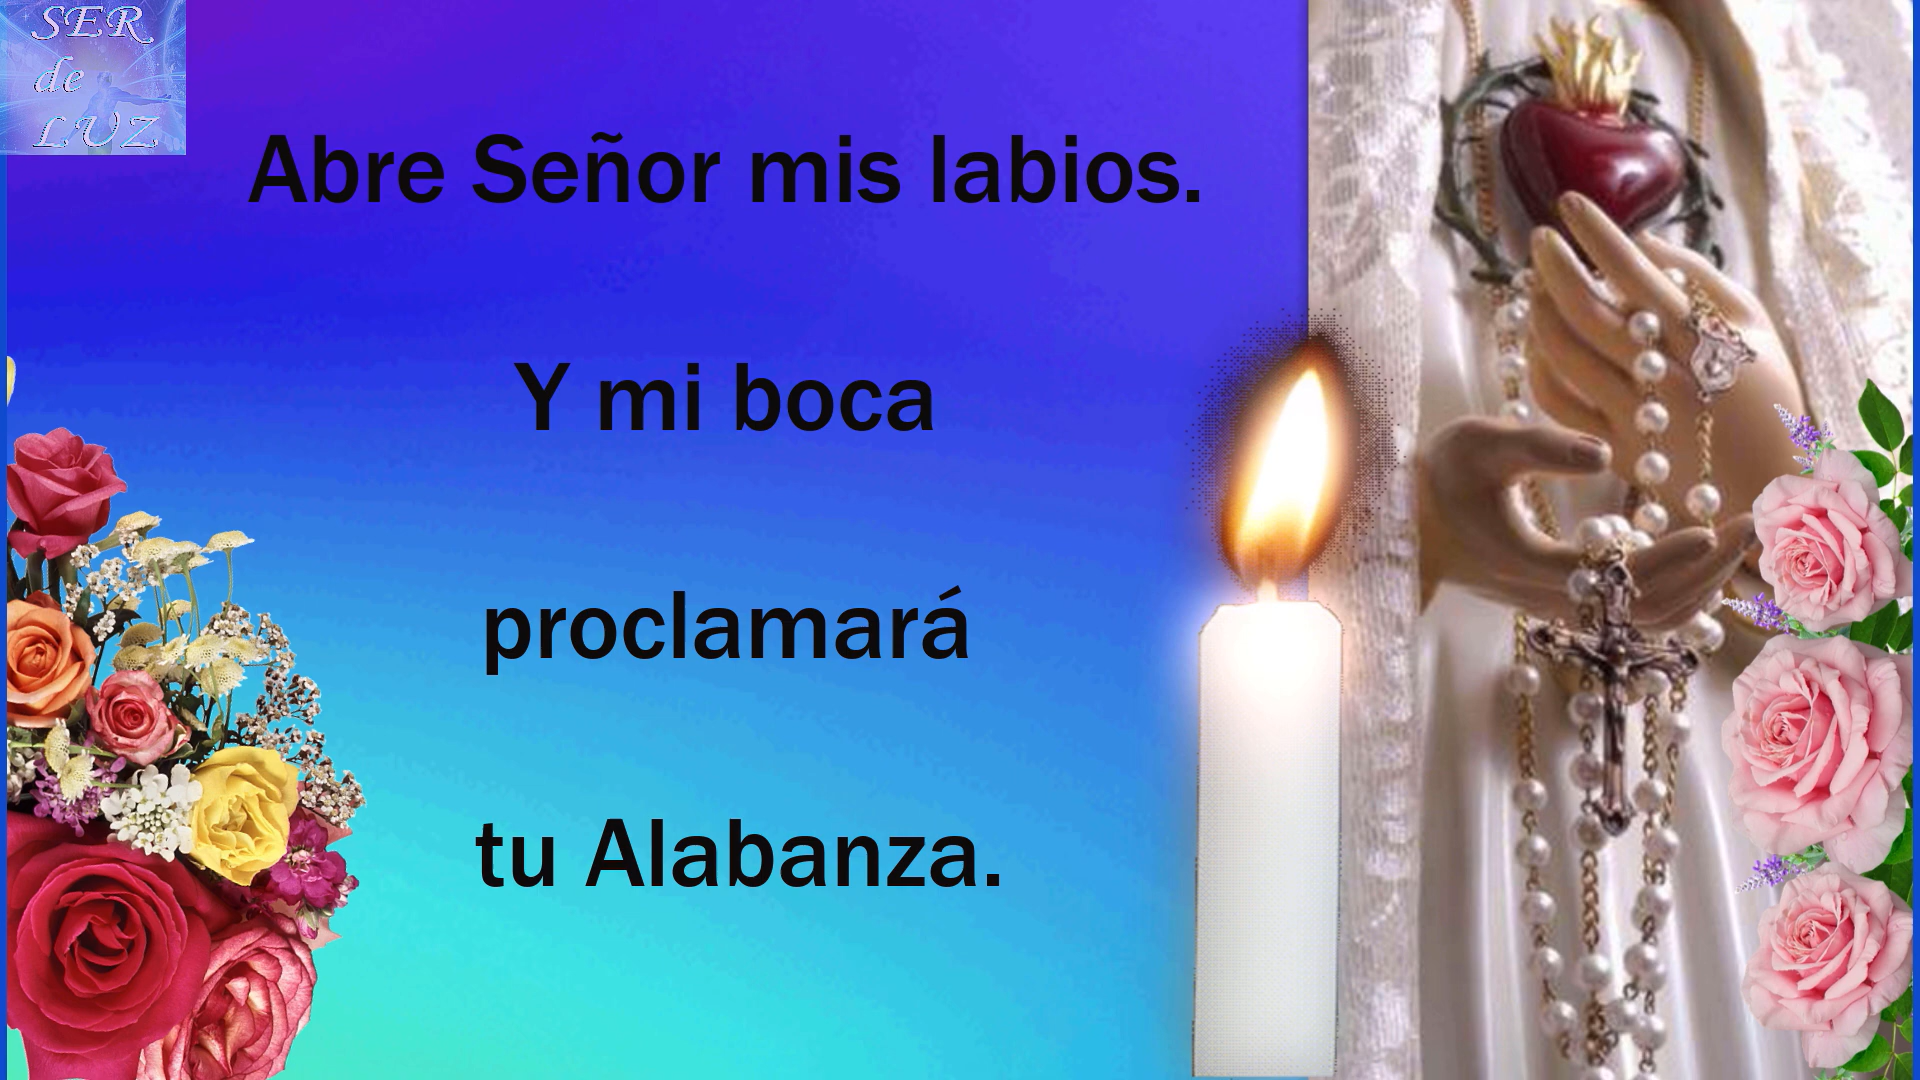 SER
de
LUZ
Abre Señor mis labios.
Y mi boca
proclamará
tu Alabanza.